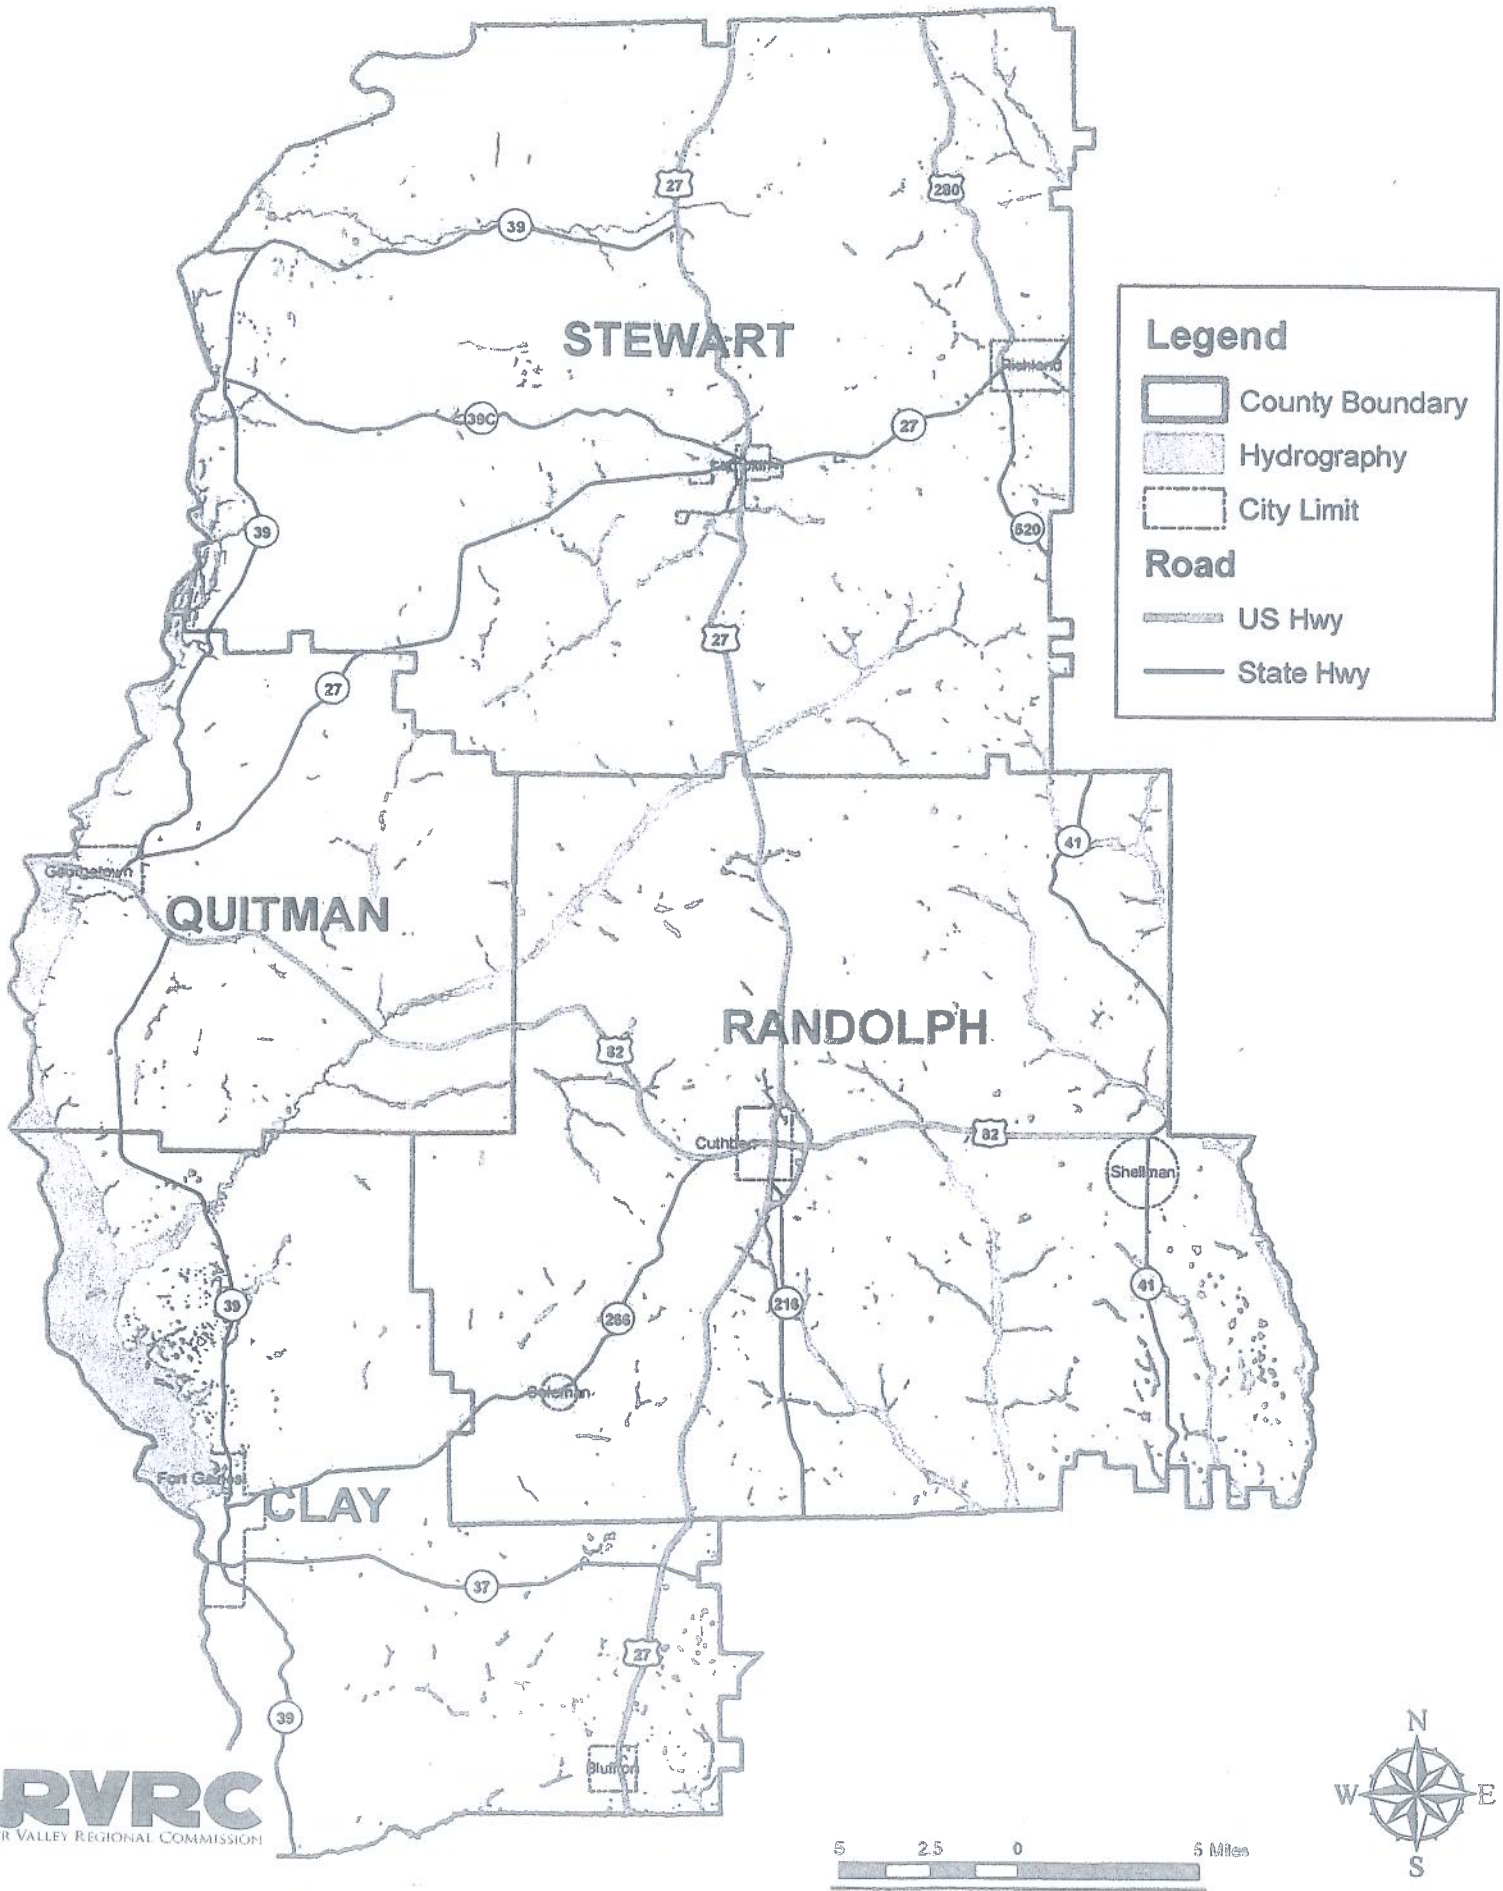 27
280
39
STEWART
Richland
39C
27
39
520
27
27
Legend
County Boundary
Hydrography
City Limit
Road
US Hwy
State Hwy
41
Georgetown
QUITMAN
RANDOLPH
82
Cuthbert
82
Shellman
39
266
216
41
Coleman
Fort Gaines
CLAY
37
27
39
Bluffton
RVRC
R VALLEY REGIONAL COMMISSION
5 2.5 0 5 Miles
N
W E
S